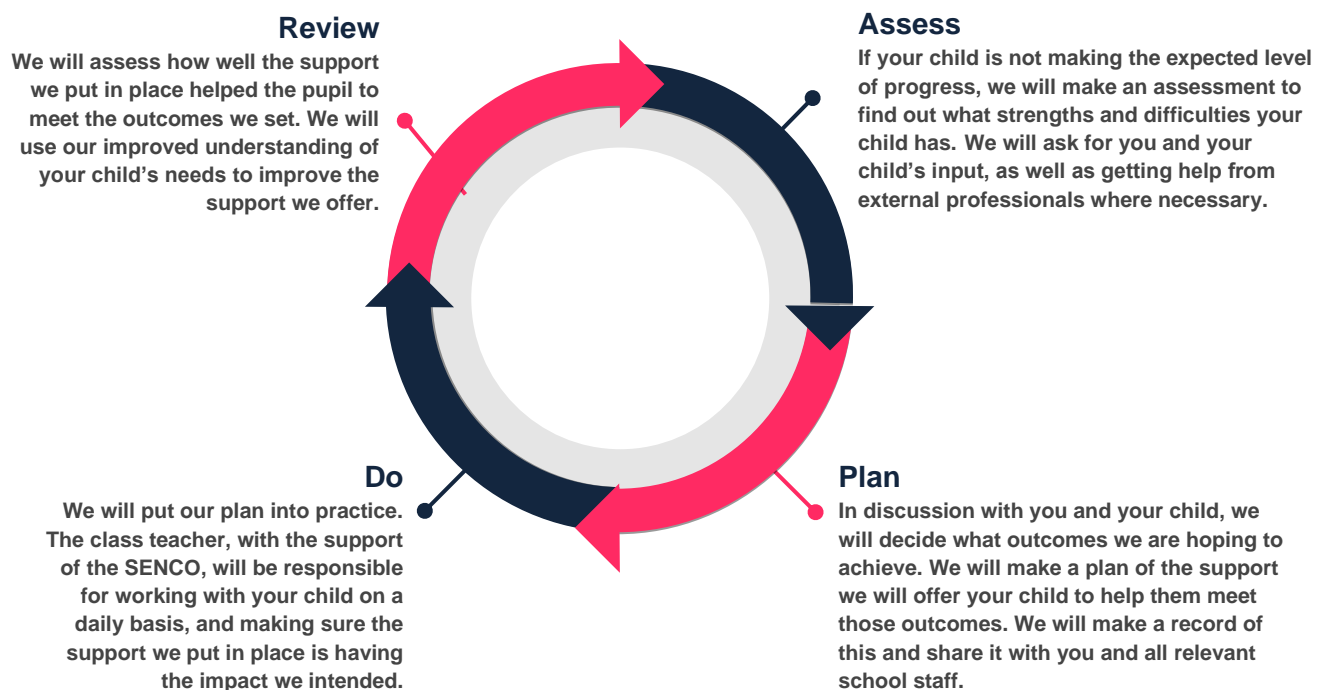 Review
We will assess how well the support
we put in place helped the pupil to
meet the outcomes we set. We will
use our improved understanding of
your child’s needs to improve the
support we offer.
Assess
If your child is not making the expected level
of progress, we will make an assessment to
find out what strengths and difficulties your
child has. We will ask for you and your
child’s input, as well as getting help from
external professionals where necessary.
Do
We will put our plan into practice.
The class teacher, with the support
of the SENCO, will be responsible
for working with your child on a
daily basis, and making sure the
support we put in place is having
the impact we intended.
Plan
In discussion with you and your child, we
will decide what outcomes we are hoping to
achieve. We will make a plan of the support
we will offer your child to help them meet
those outcomes. We will make a record of
this and share it with you and all relevant
school staff.